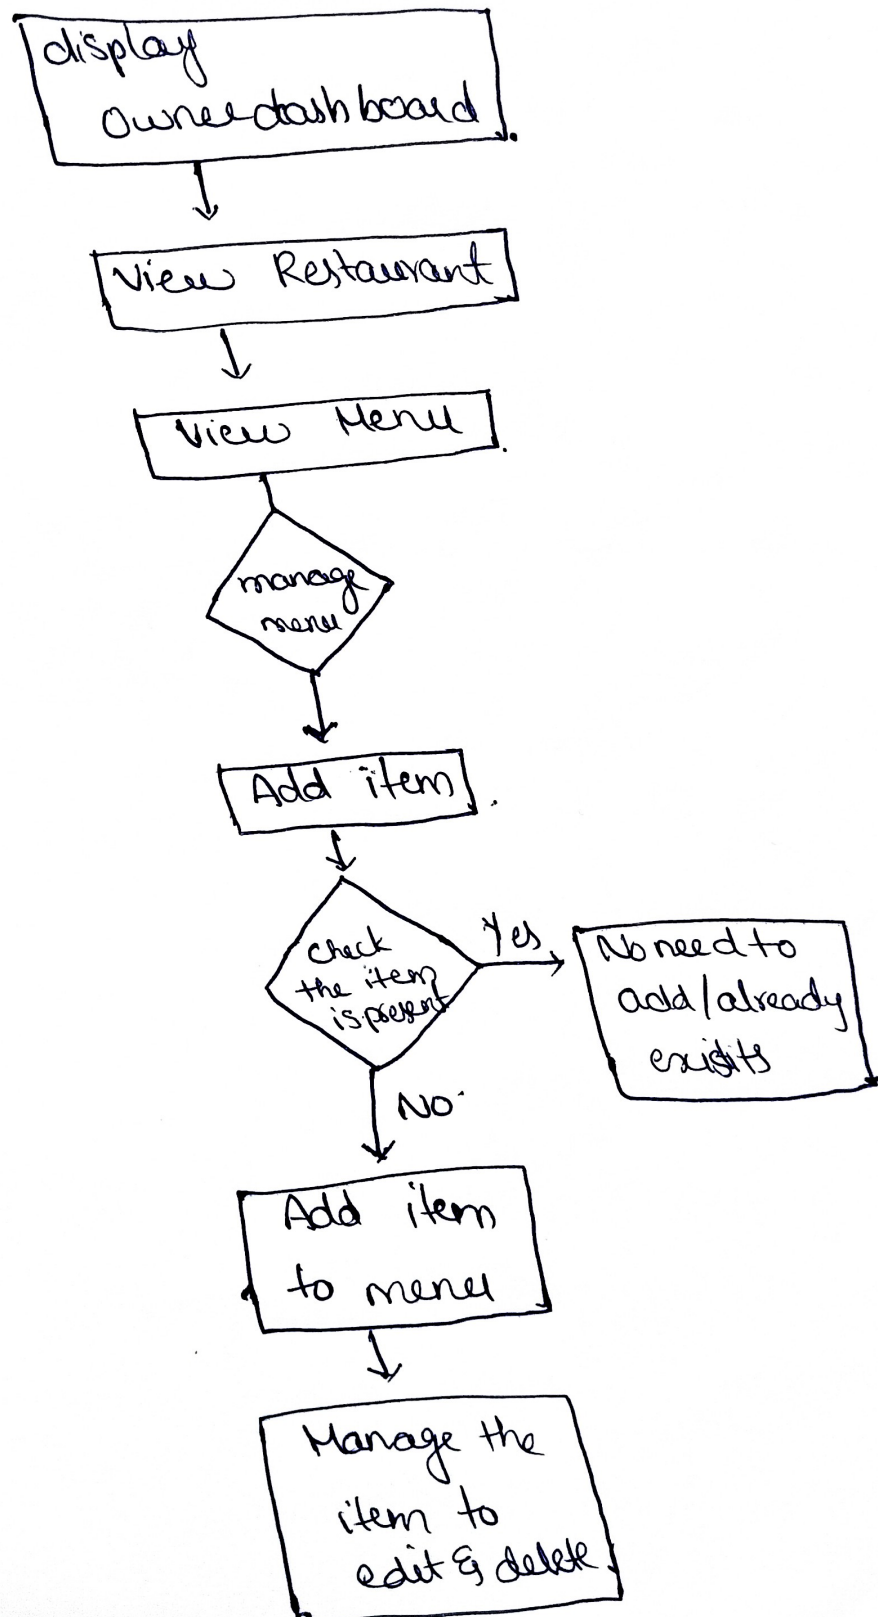 display
Owner dashboard
View Restaurant
View Menu
manage
menu
Add item
check
the item
is present
Yes
No need to
add/already
exisits
NO
Add item
to menu
Manage the
item to
edit & delete